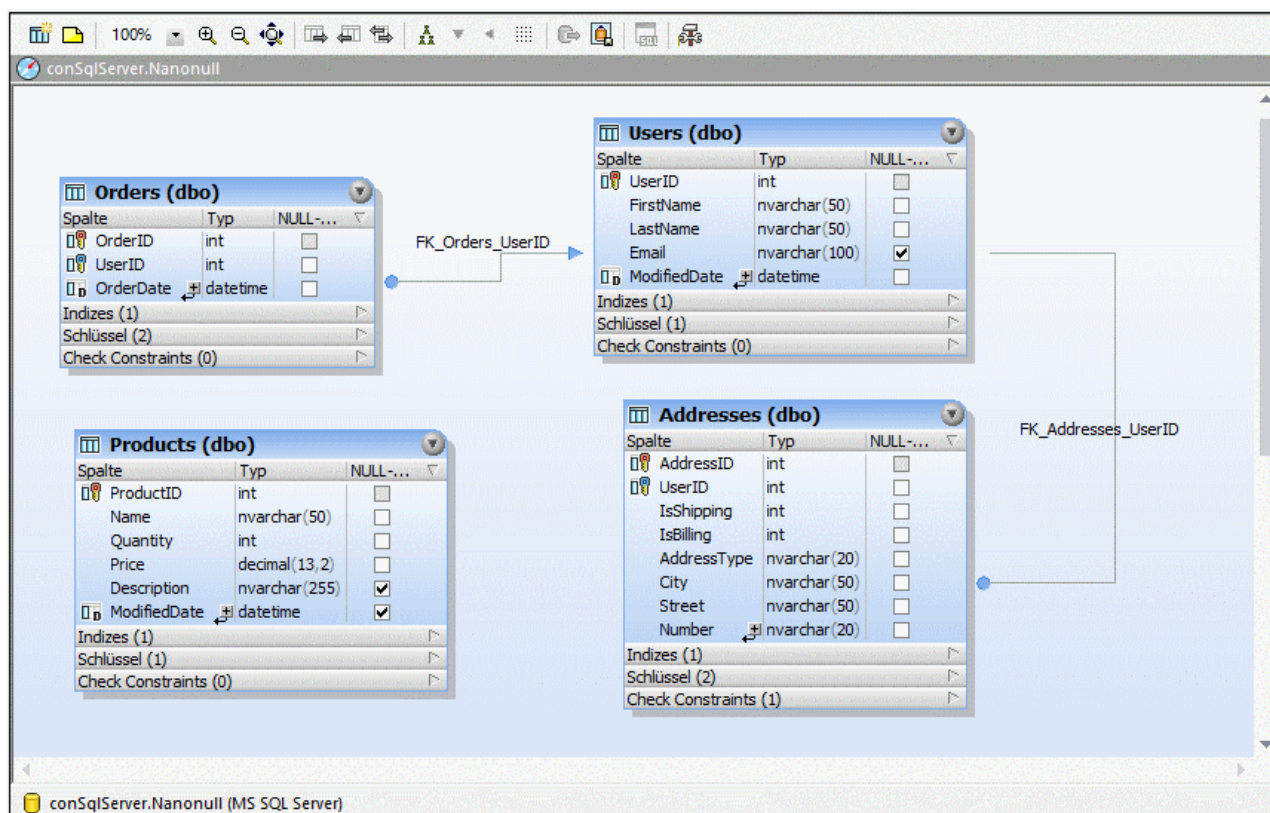 100%
conSqlServer.Nanonull
Orders (dbo)
Spalte Typ NULL-...
OrderID int
UserID int
OrderDate datetime
Indizes (1)
Schlüssel (2)
Check Constraints (0)
FK_Orders_UserID
Users (dbo)
Spalte Typ NULL-...
UserID int
FirstName nvarchar(50)
LastName nvarchar(50)
Email nvarchar(100)
ModifiedDate datetime
Indizes (1)
Schlüssel (1)
Check Constraints (0)
Products (dbo)
Spalte Typ NULL-...
ProductID int
Name nvarchar(50)
Quantity int
Price decimal(13,2)
Description nvarchar(255)
ModifiedDate datetime
Indizes (1)
Schlüssel (1)
Check Constraints (0)
Addresses (dbo)
Spalte Typ NULL-...
AddressID int
UserID int
IsShipping int
IsBilling int
AddressType nvarchar(20)
City nvarchar(50)
Street nvarchar(50)
Number nvarchar(20)
Indizes (1)
Schlüssel (2)
Check Constraints (1)
FK_Addresses_UserID
conSqlServer.Nanonull (MS SQL Server)